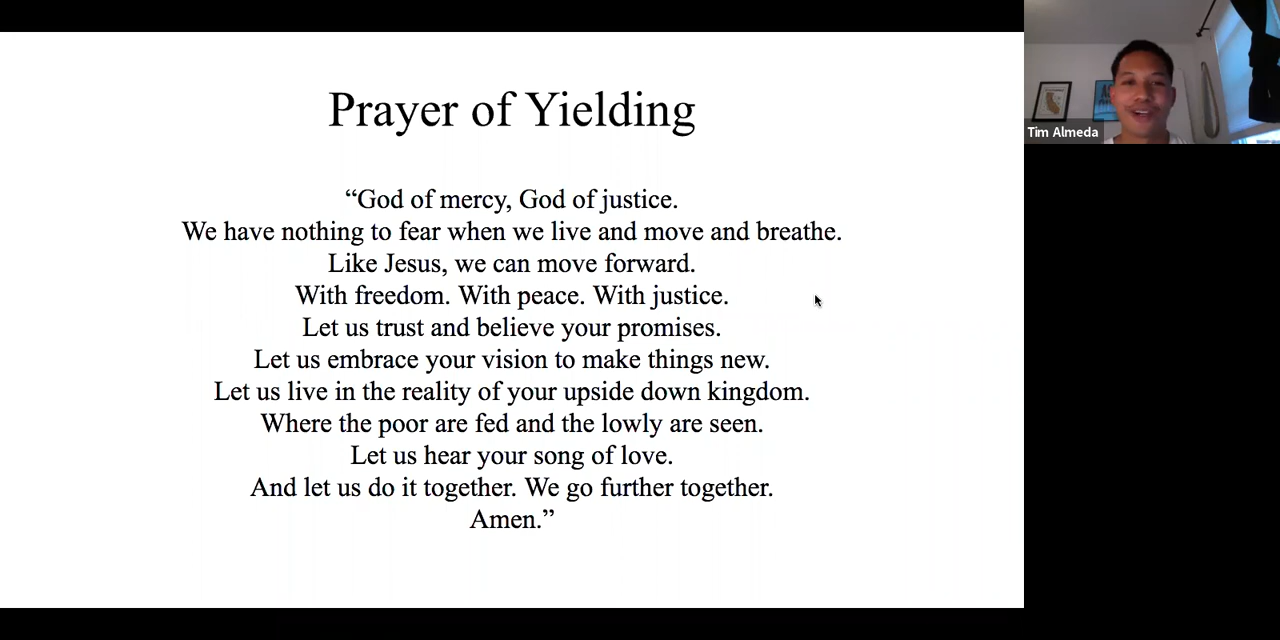 Prayer of Yielding
“God of mercy, God of justice.
We have nothing to fear when we live and move and breathe.
Like Jesus, we can move forward.
With freedom. With peace. With justice.
Let us trust and believe your promises.
Let us embrace your vision to make things new.
Let us live in the reality of your upside down kingdom.
Where the poor are fed and the lowly are seen.
Let us hear your song of love.
And let us do it together. We go further together.
Amen.”
Tim Almeda